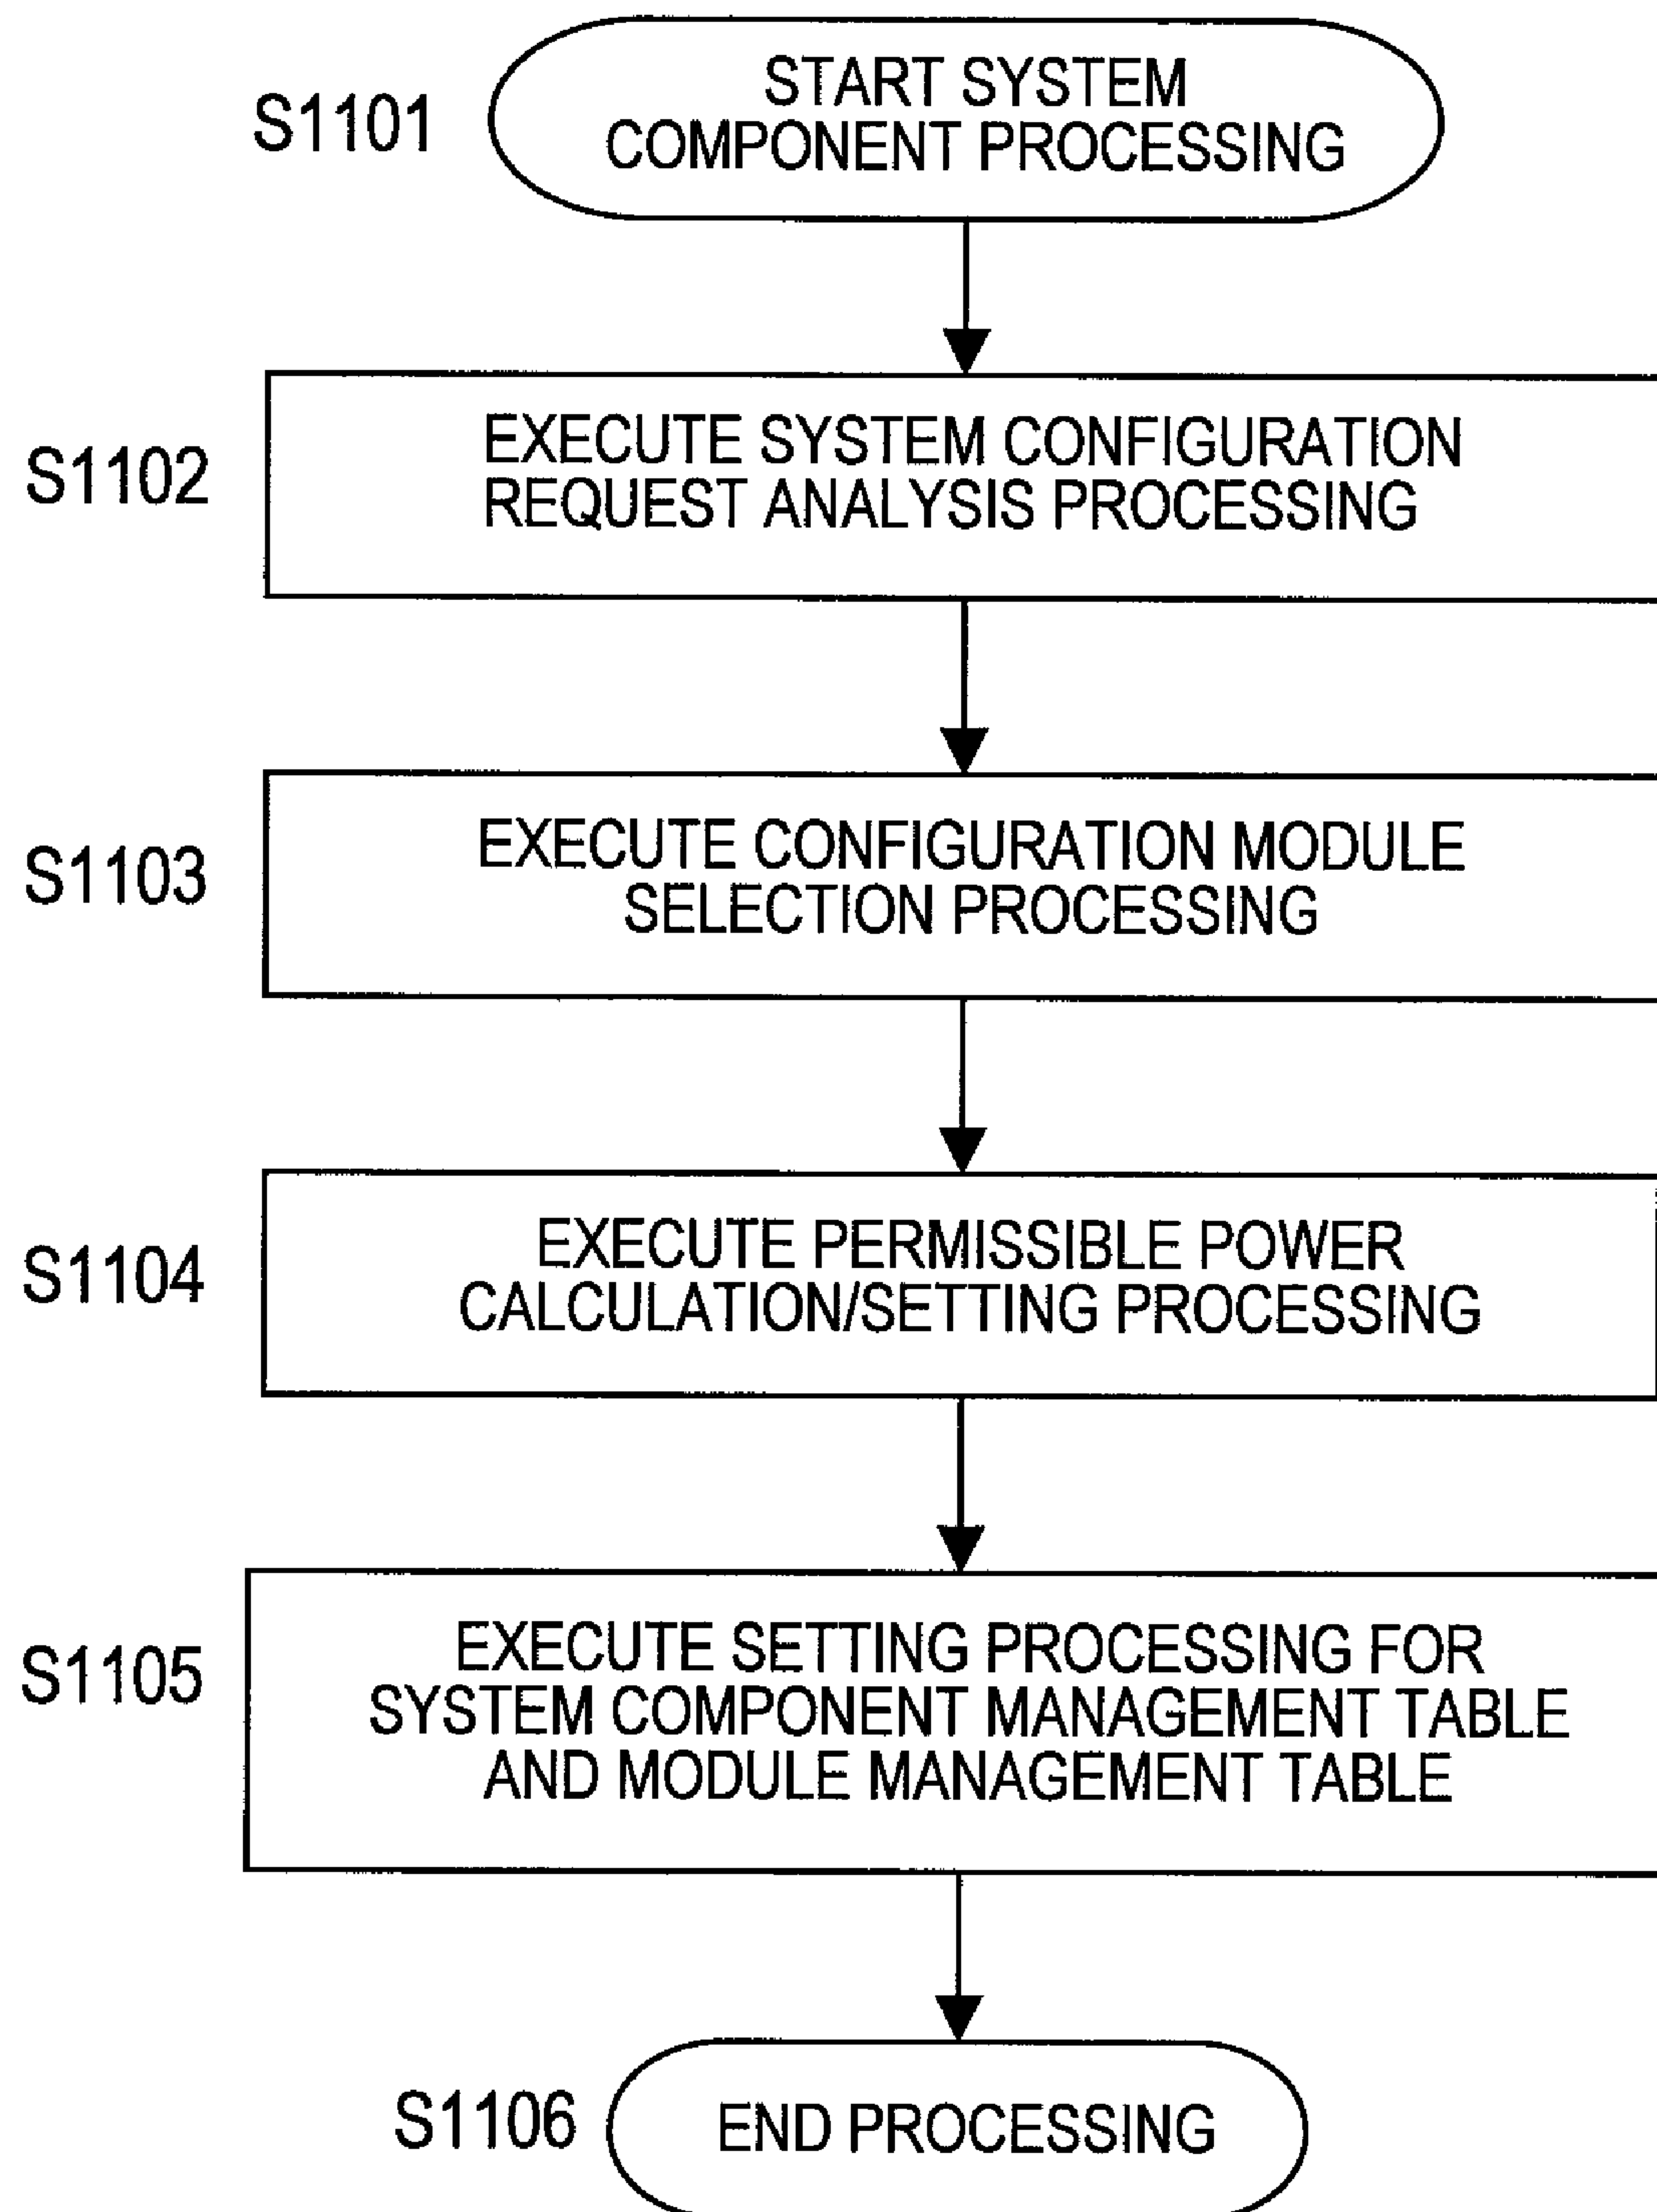 S1101
START SYSTEM
COMPONENT PROCESSING
S1102
EXECUTE SYSTEM CONFIGURATION
REQUEST ANALYSIS PROCESSING
S1103
EXECUTE CONFIGURATION MODULE
SELECTION PROCESSING
S1104
EXECUTE PERMISSIBLE POWER
CALCULATION/SETTING PROCESSING
S1105
EXECUTE SETTING PROCESSING FOR
SYSTEM COMPONENT MANAGEMENT TABLE
AND MODULE MANAGEMENT TABLE
S1106
END PROCESSING